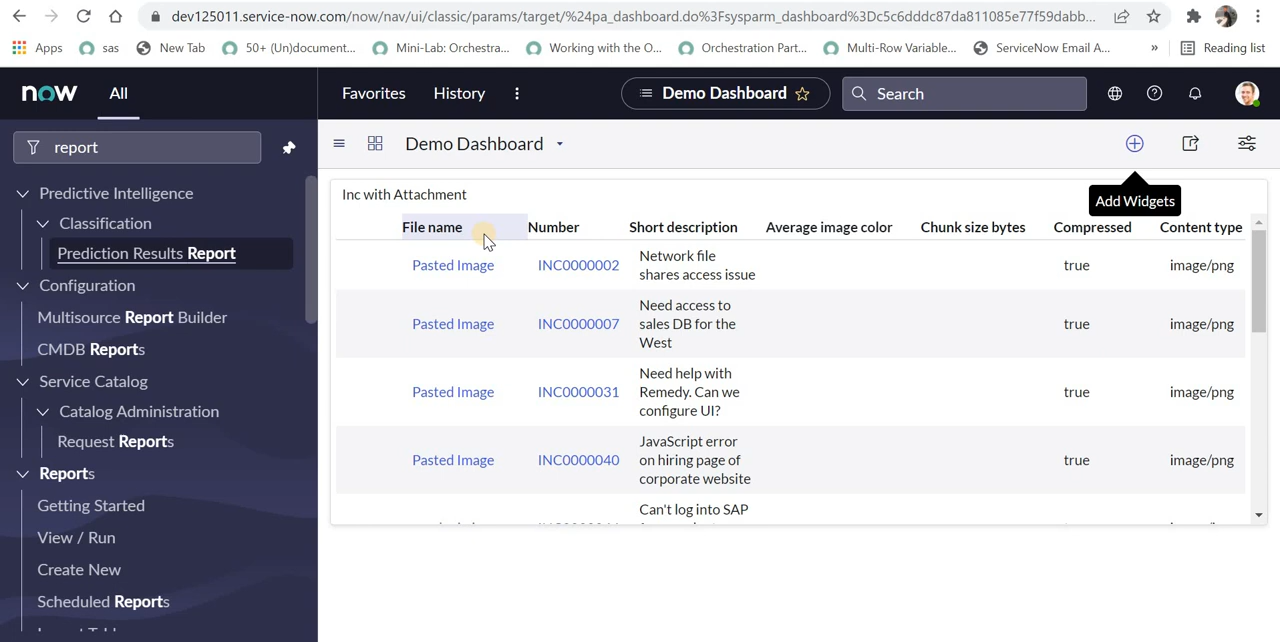 dev125011.service-now.com/now/nav/ui/classic/params/target/%24pa_dashboard.do%3Fsysparm_dashboard%3Dc5c6dddc87da811085e77f59dabb...
Apps sas New Tab 50+ (Un)document... Mini-Lab: Orchestra... Working with the O... Orchestration Part... Multi-Row Variable... ServiceNow Email A... » Reading list
now All Favorites History Demo Dashboard Search
report Demo Dashboard
Add Widgets
Predictive Intelligence
Classification
Prediction Results Report
Configuration
Multisource Report Builder
CMDB Reports
Service Catalog
Catalog Administration
Request Reports
Reports
Getting Started
View / Run
Create New
Scheduled Reports
Inc with Attachment
File name Number Short description Average image color Chunk size bytes Compressed Content type
Pasted Image INC0000002 Network file true image/png
shares access issue
Pasted Image INC0000007 Need access to true image/png
sales DB for the
West
Pasted Image INC0000031 Need help with true image/png
Remedy. Can we
configure UI?
Pasted Image INC0000040 JavaScript error true image/png
on hiring page of
corporate website
Can't log into SAP